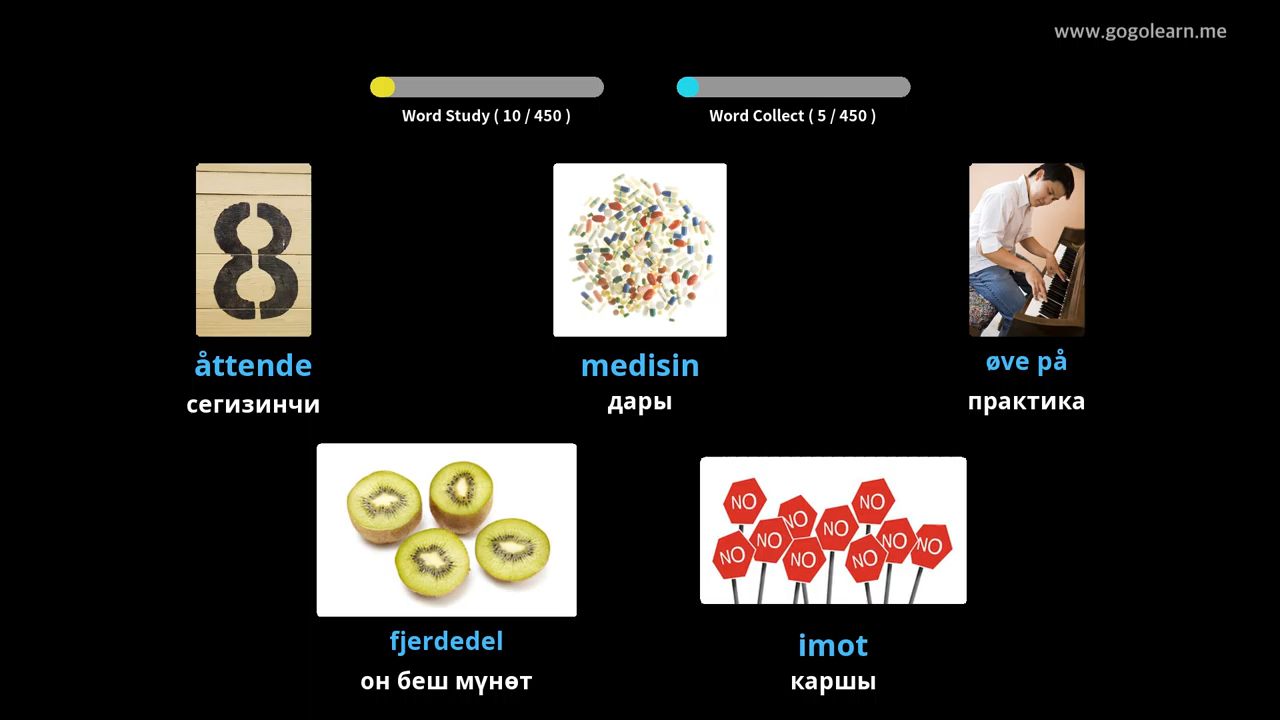 www.gogolearn.me
Word Study ( 10 / 450 )
Word Collect ( 5 / 450 )
8
åttende
сегизинчи
medisin
дары
øve på
практика
fjerdedel
он беш мүнөт
NO
NO
NO
NO
NO
NO
NO
NO
NO
NO
imot
каршы